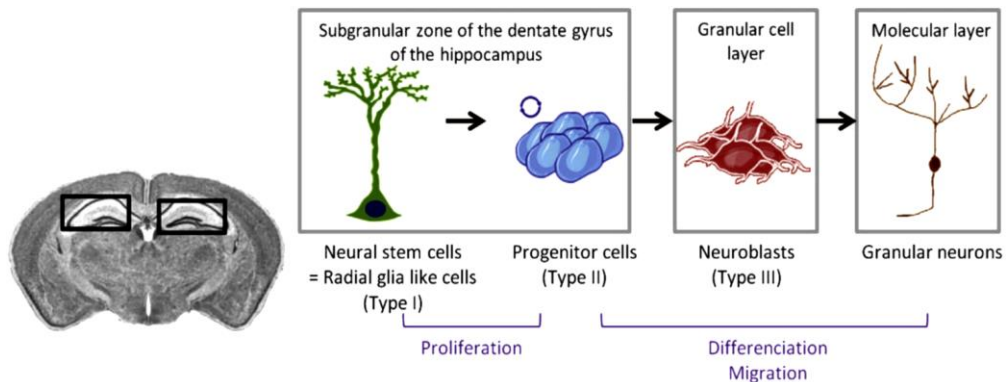 Subgranular zone of the dentate gyrus
of the hippocampus
Granular cell
layer
Molecular layer
Neural stem cells
= Radial glia like cells
(Type I)
Progenitor cells
(Type II)
Neuroblasts
(Type III)
Granular neurons
Proliferation
Differenciation
Migration